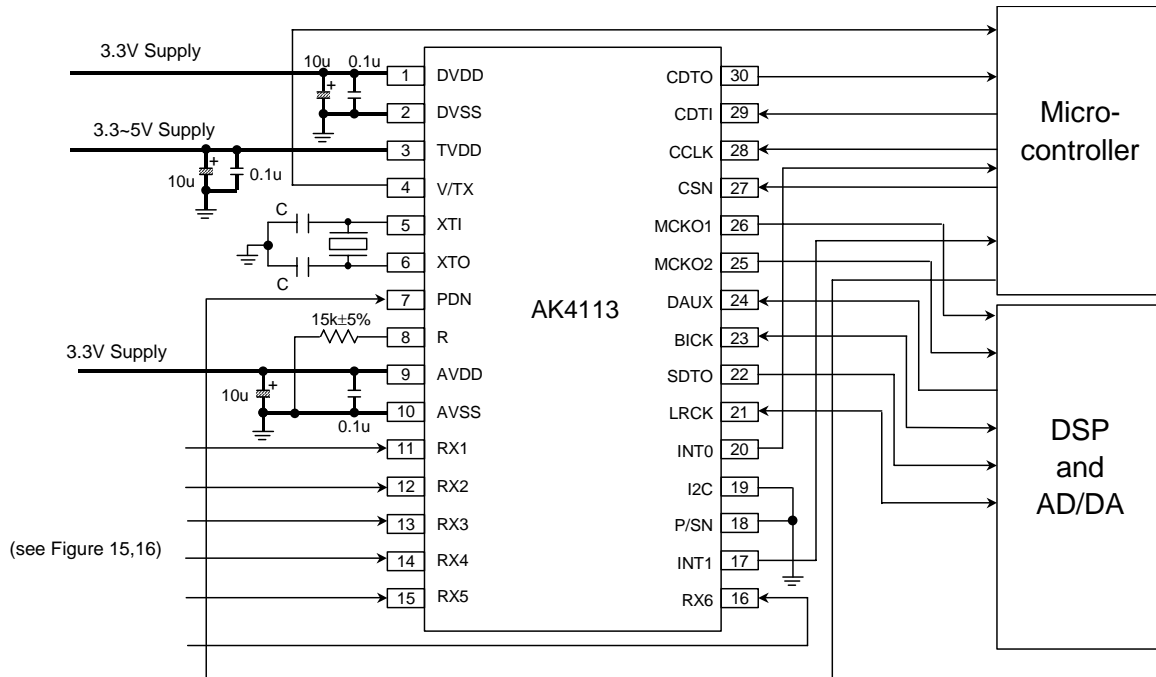 3.3V Supply
10u
0.1u
+
1
DVDD
2
DVSS
3.3~5V Supply
3
TVDD
+
10u
0.1u
4
V/TX
C
5
XTI
6
XTO
C
7
PDN
15k±5%
8
R
3.3V Supply
9
AVDD
+
10u
10
AVSS
0.1u
11
RX1
12
RX2
13
RX3
(see Figure 15,16)
14
RX4
15
RX5
AK4113
CDTO
30
CDTI
29
CCLK
28
CSN
27
MCKO1
26
MCKO2
25
DAUX
24
BICK
23
SDTO
22
LRCK
21
INT0
20
I2C
19
P/SN
18
INT1
17
RX6
16
Micro-
controller
DSP
and
AD/DA